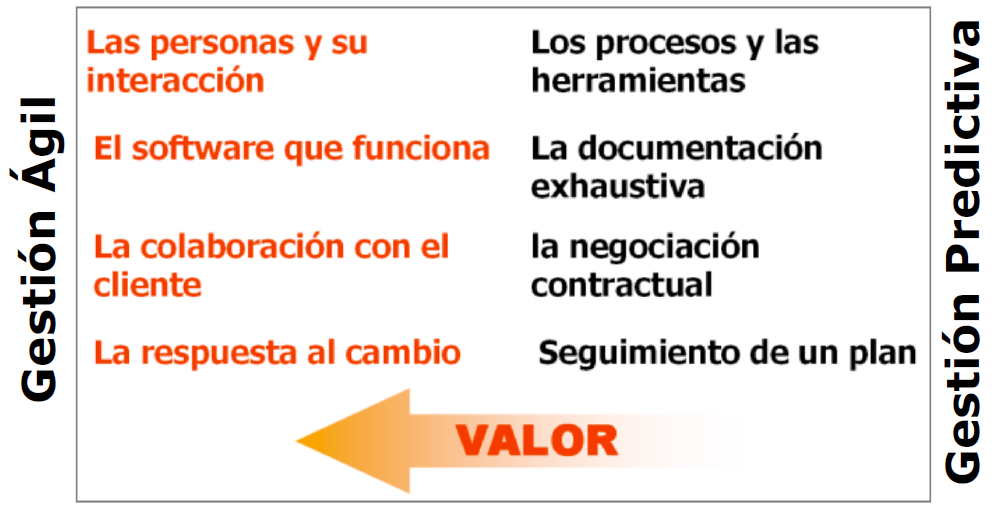 Gestión Ágil
Las personas y su
interacción
Los procesos y las
herramientas
El software que funciona
La documentación
exhaustiva
La colaboración con el
cliente
la negociación
contractual
La respuesta al cambio
Seguimiento de un plan
VALOR
Gestión Predictiva